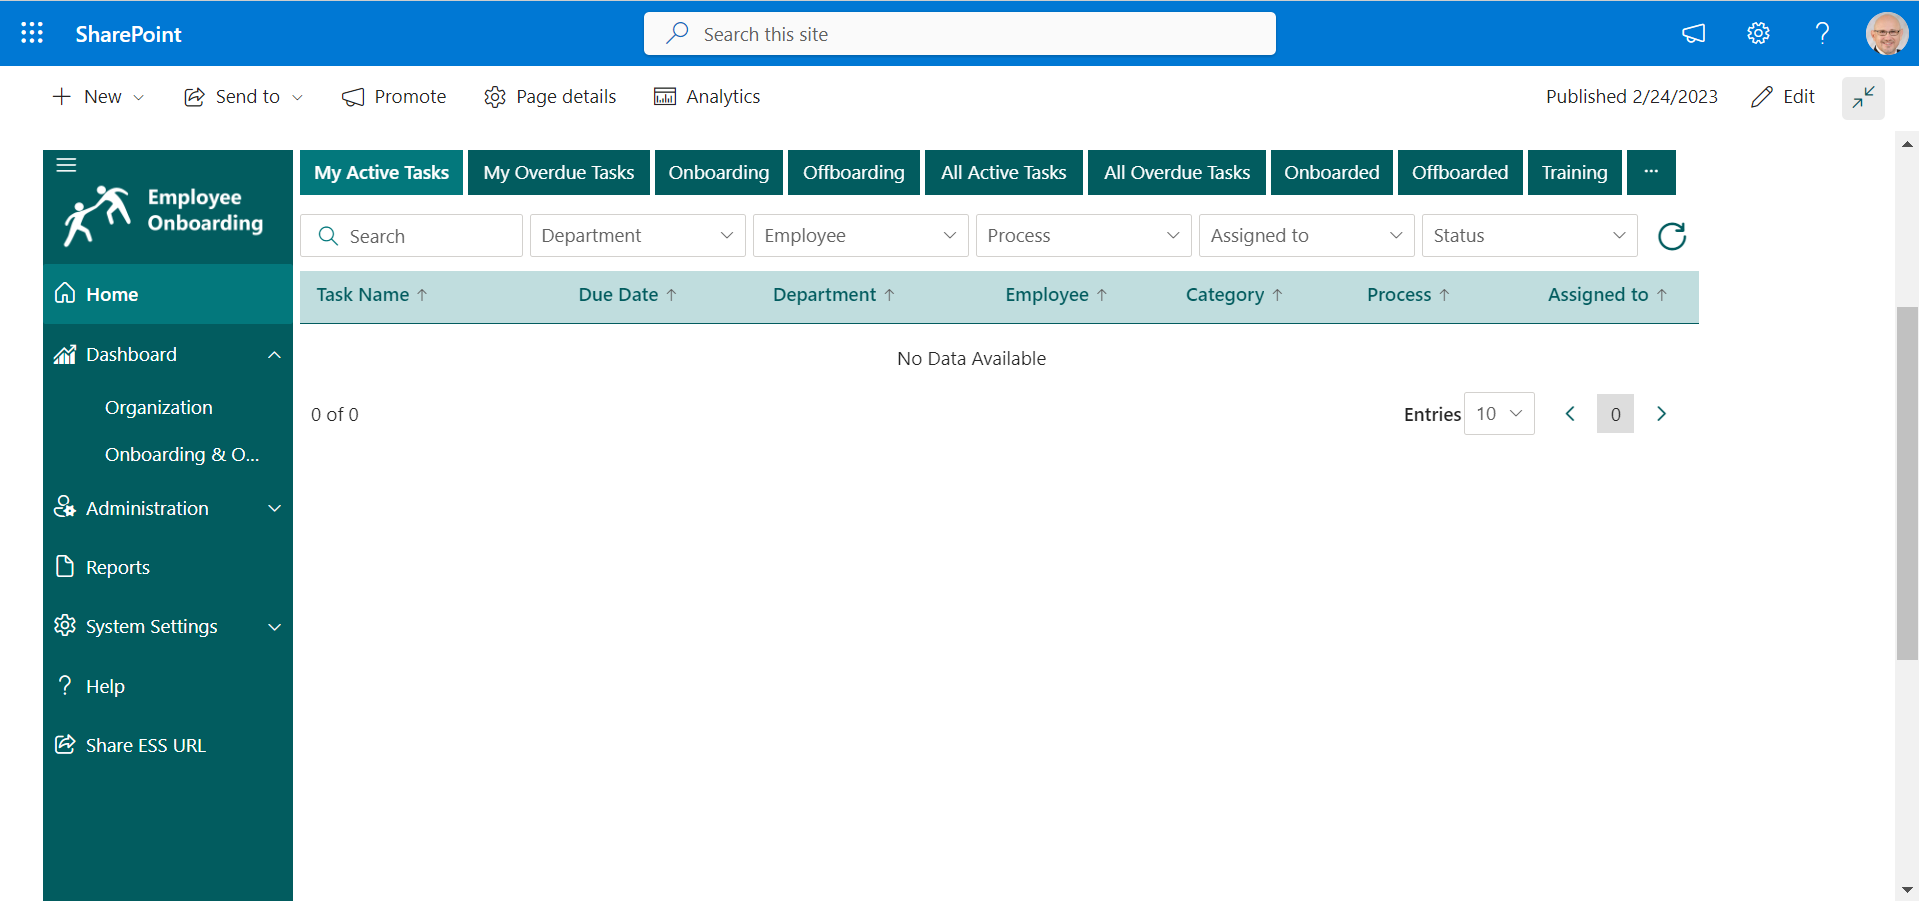 SharePoint
Search this site
New
Send to
Promote
Page details
Analytics
Published 2/24/2023
Edit
Employee
Onboarding
Home
Dashboard
Organization
Onboarding & O...
Administration
Reports
System Settings
Help
Share ESS URL
My Active Tasks
My Overdue Tasks
Onboarding
Offboarding
All Active Tasks
All Overdue Tasks
Onboarded
Offboarded
Training
...
Search
Department
Employee
Process
Assigned to
Status
Task Name ↑
Due Date ↑
Department ↑
Employee ↑
Category ↑
Process ↑
Assigned to ↑
No Data Available
0 of 0
Entries
10
0